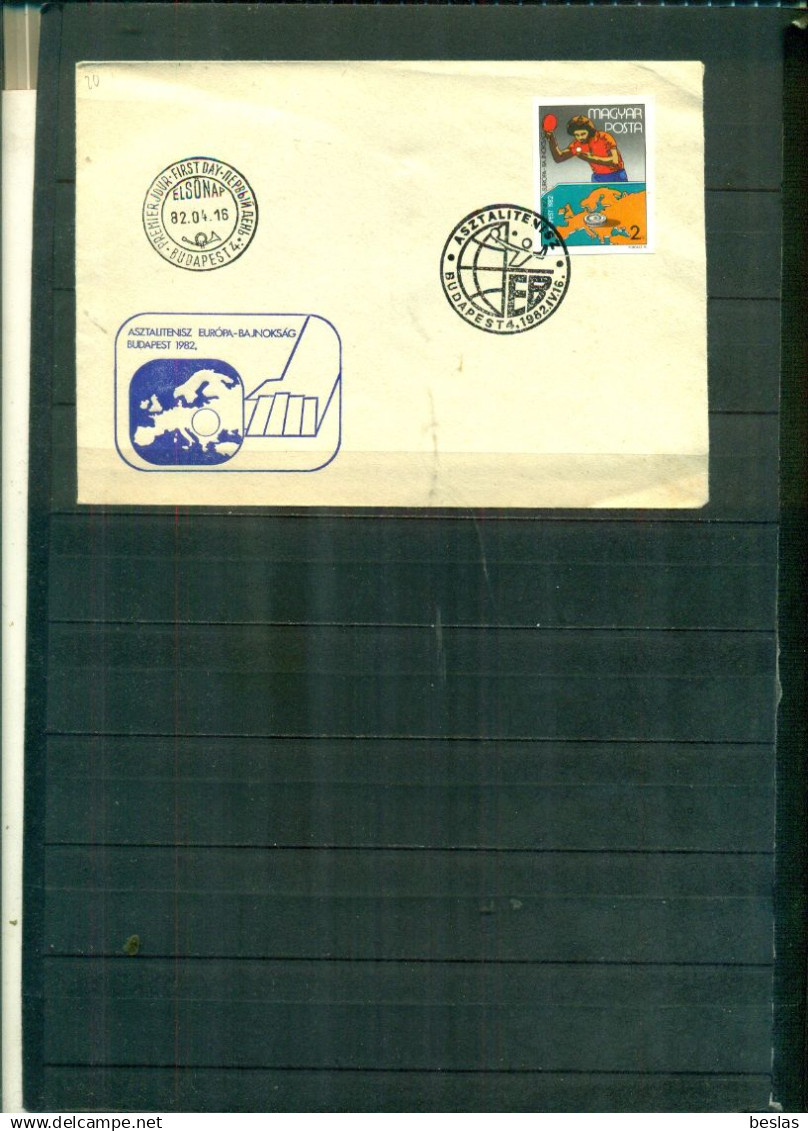 20
MAGYAR
POSTA
2
PREMIER JOUR · FIRST DAY · ПЕРВЫЙ ДЕНЬ
ELSŐNAP
82.04.16
· BUDAPEST 4. ·
· ASZTALITENISZ ·
EB
BUDAPEST 4, 1982.IV.16.
ASZTALITENISZ EURÓPA-BAJNOKSÁG
BUDAPEST 1982.
delcampe.net
beslas